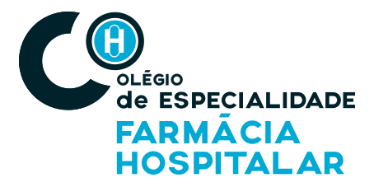 H
COLÉGIO
de ESPECIALIDADE
FARMÁCIA
HOSPITALAR